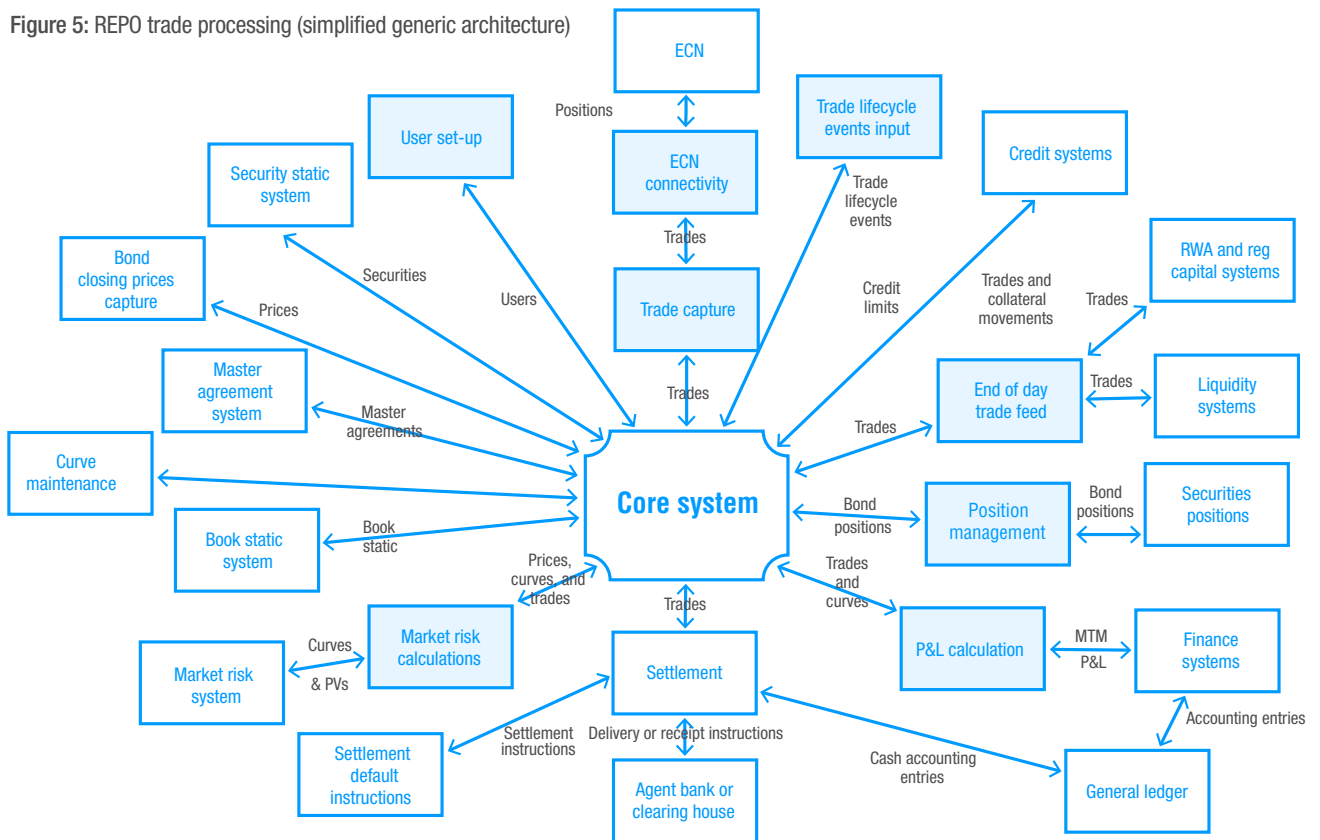 Figure 5: REPO trade processing (simplified generic architecture)
ECN
Positions
Trade lifecycle
events input
User set-up
ECN
connectivity
Credit systems
Security static
system
Trade
lifecycle
events
Trades
RWA and reg
capital systems
Bond
closing prices
capture
Securities
Prices
Users
Trade capture
Credit
limits
Trades and
collateral
movements
Trades
Master
agreement
system
Master
agreements
Trades
Trades
End of day
trade feed
Trades
Liquidity
systems
Curve
maintenance
Core system
Bond
positions
Position
management
Bond
positions
Securities
positions
Book static
system
Book
static
Prices,
curves, and
trades
Trades
Trades
and
curves
Market risk
system
Curves
& PVs
Market risk
calculations
Settlement
P&L calculation
MTM
P&L
Finance
systems
Settlement
instructions
Delivery or receipt instructions
Cash accounting
entries
Accounting entries
Settlement
default
instructions
Agent bank or
clearing house
General ledger